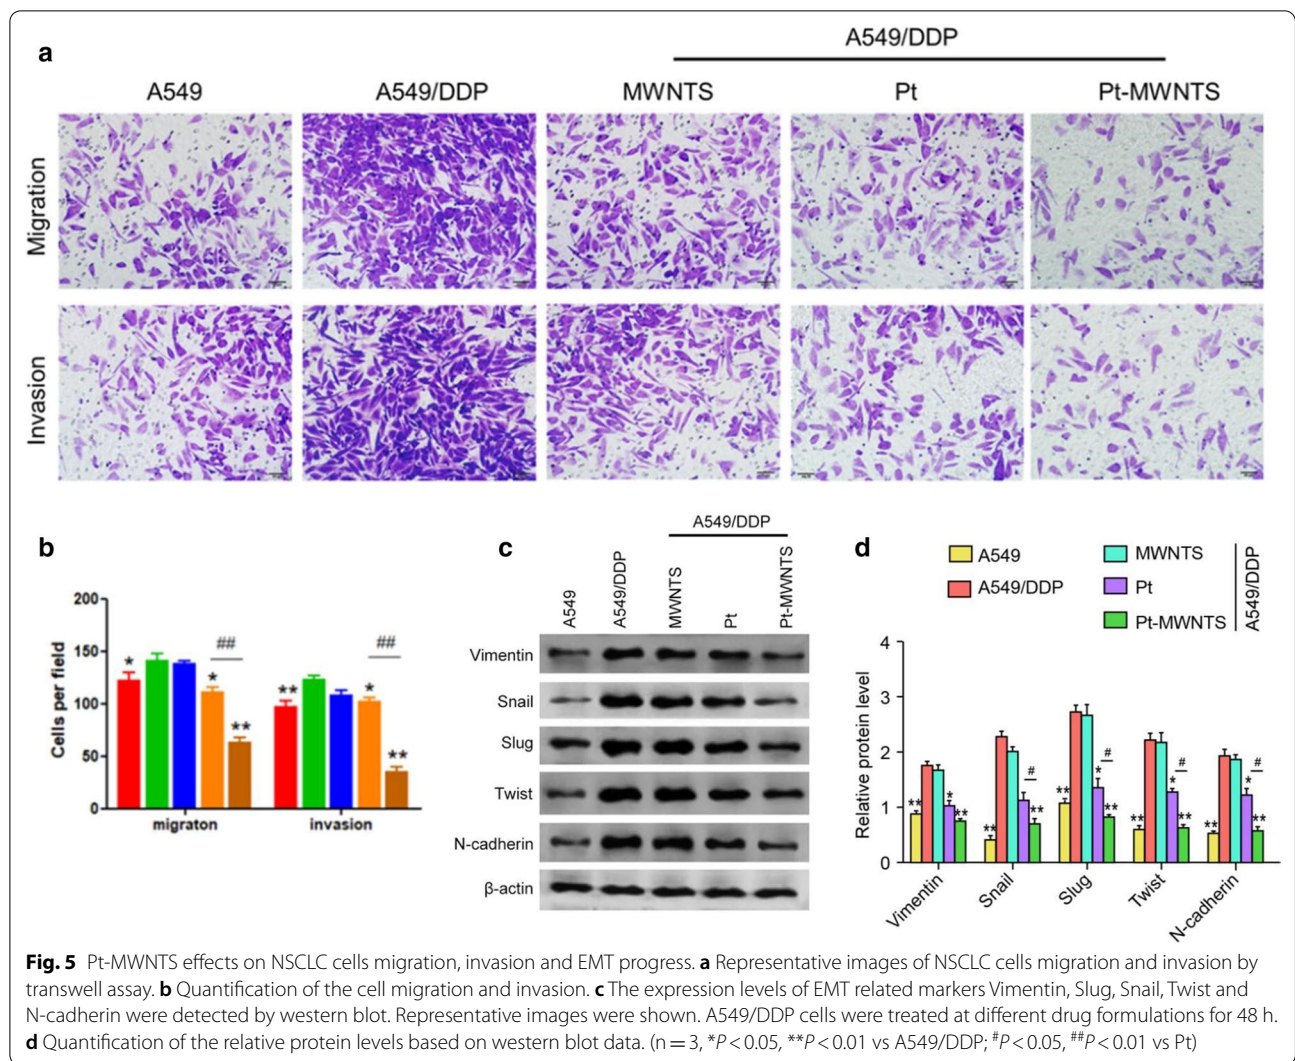 a
A549/DDP
A549
A549/DDP
MWNTS
Pt
Pt-MWNTS
Migration
Invasion
b
Cells per field
200
150
100
50
0
*
*
##
**
**
*
##
**
migraton
invasion
c
A549/DDP
A549
A549/DDP
MWNTS
Pt
Pt-MWNTS
Vimentin
Snail
Slug
Twist
N-cadherin
β-actin
d
A549
A549/DDP
MWNTS
Pt
Pt-MWNTS
A549/DDP
Relative protein level
4
3
2
1
0
**
*
**
**
#
**
**
*
#
**
**
*
#
**
**
*
#
**
Vimentin
Snail
Slug
Twist
N-cadherin
Fig. 5 Pt-MWNTS effects on NSCLC cells migration, invasion and EMT progress. a Representative images of NSCLC cells migration and invasion by
transwell assay. b Quantification of the cell migration and invasion. c The expression levels of EMT related markers Vimentin, Slug, Snail, Twist and
N-cadherin were detected by western blot. Representative images were shown. A549/DDP cells were treated at different drug formulations for 48 h.
d Quantification of the relative protein levels based on western blot data. (n = 3, *P < 0.05, **P < 0.01 vs A549/DDP; #P < 0.05, ##P < 0.01 vs Pt)